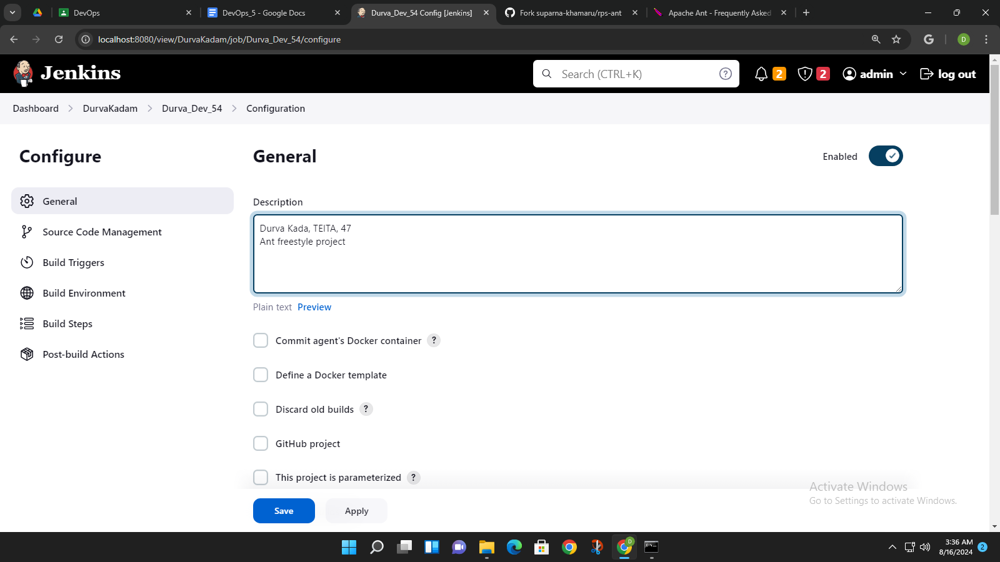 DevOps
DevOps_5 - Google Docs
Durva_Dev_54 Config [Jenkins]
Fork suparna-khamaru/rps-ant
Apache Ant - Frequently Asked
localhost:8080/view/DurvaKadam/job/Durva_Dev_54/configure
G
D
Jenkins
Search (CTRL+K)
?
2
2
admin
log out
Dashboard
DurvaKadam
Durva_Dev_54
Configuration
Configure
General
Enabled
General
Source Code Management
Build Triggers
Build Environment
Build Steps
Post-build Actions
Description
Durva Kada, TEITA, 47
Ant freestyle project
Plain text Preview
Commit agent's Docker container ?
Define a Docker template
Discard old builds ?
GitHub project
This project is parameterized ?
Save
Apply
Activate Windows
Go to Settings to activate Windows.
D
3:36 AM
8/16/2024
2